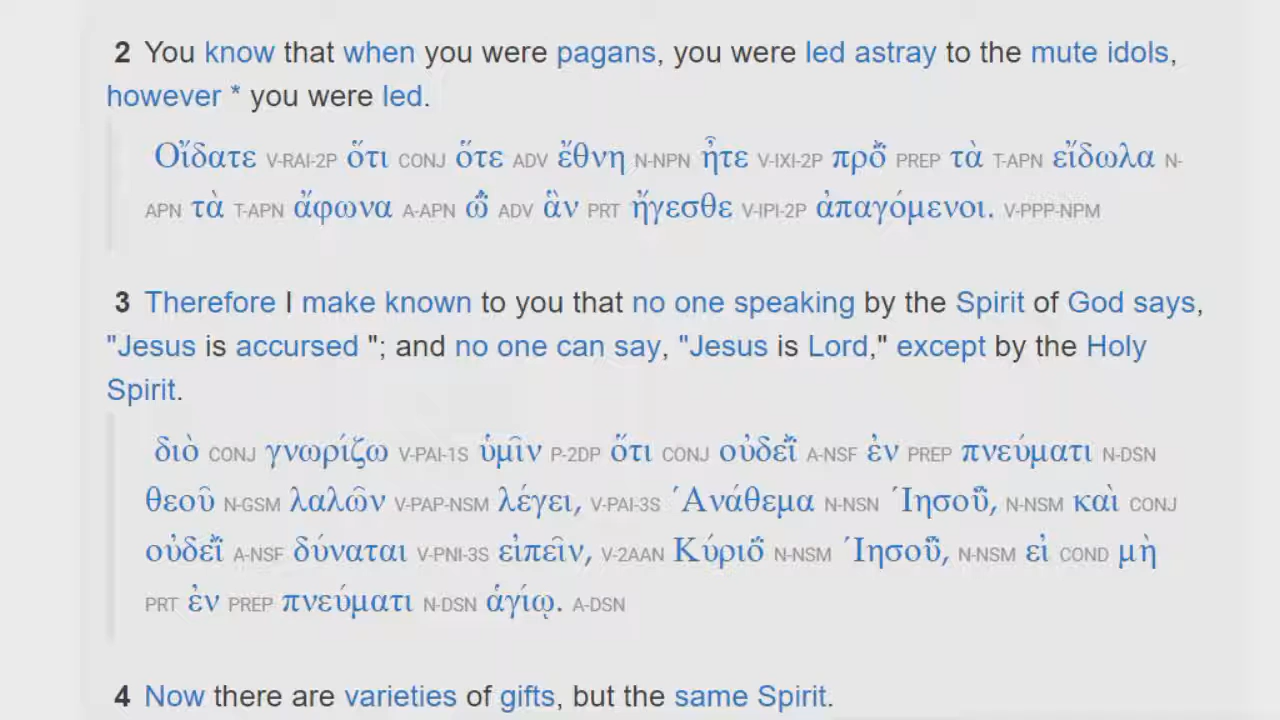 2 You know that when you were pagans, you were led astray to the mute idols,
however * you were led.
Οἴδατε V-RAI-2P ὅτι CONJ ὅτε ADV ἔθνη N-NPN ἦτε V-IXI-2P πρὸ̋ PREP τὰ T-APN εἴδωλα N-
APN τὰ T-APN ἄφωνα A-APN ὡ̋ ADV ἂν PRT ἤγεσθε V-IPI-2P ἀπαγόμενοι. V-PPP-NPM
3 Therefore I make known to you that no one speaking by the Spirit of God says,
"Jesus is accursed "; and no one can say, "Jesus is Lord," except by the Holy
Spirit.
διὸ CONJ γνωρίζω V-PAI-1S ὑμῖν P-2DP ὅτι CONJ οὐδεὶ̋ A-NSF ἐν PREP πνεύματι N-DSN
θεοῦ N-GSM λαλῶν V-PAP-NSM λέγει, V-PAI-3S Ἀνάθεμα N-NSN Ἰησοῦ̋, N-NSM καὶ CONJ
οὐδεὶ̋ A-NSF δύναται V-PNI-3S εἰπεῖν, V-2AAN Κύριο̋ N-NSM Ἰησοῦ̋, N-NSM εἰ COND μὴ
PRT ἐν PREP πνεύματι N-DSN ἁγίῳ. A-DSN
4 Now there are varieties of gifts, but the same Spirit.